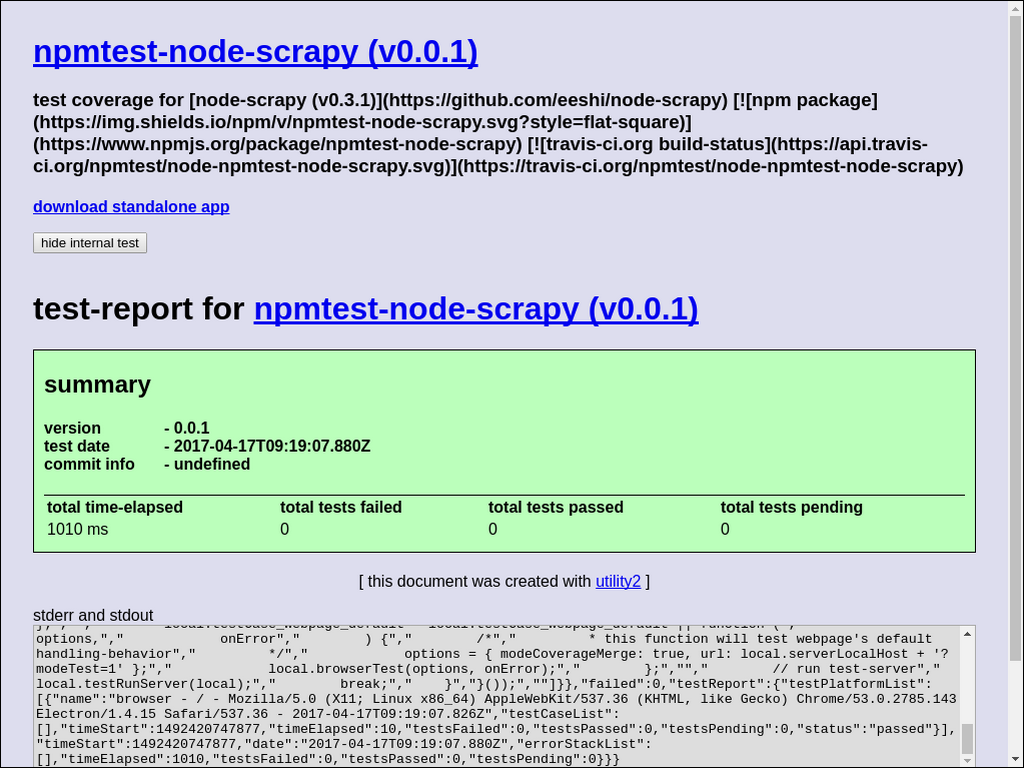 npmtest-node-scrapy (v0.0.1)
test coverage for [node-scrapy (v0.3.1)](https://github.com/eeshi/node-scrapy) [![npm package]
(https://img.shields.io/npm/v/npmtest-node-scrapy.svg?style=flat-square)]
(https://www.npmjs.org/package/npmtest-node-scrapy) [![travis-ci.org build-status](https://api.travis-
ci.org/npmtest/node-npmtest-node-scrapy.svg)](https://travis-ci.org/npmtest/node-npmtest-node-scrapy)
download standalone app
hide internal test
test-report for npmtest-node-scrapy (v0.0.1)
summary
version - 0.0.1
test date - 2017-04-17T09:19:07.880Z
commit info - undefined
total time-elapsed total tests failed total tests passed total tests pending
1010 ms 0 0 0
[ this document was created with utility2 ]
stderr and stdout
options,","            onError","        ) {","        /*","         * this function will test webpage's default
handling-behavior","         */","            options = { modeCoverageMerge: true, url: local.serverLocalHost + '?
modeTest=1' };","            local.browserTest(options, onError);","        };","","        // run test-server","
local.testRunServer(local);","        break;","    }","}());",""]}},"failed":0,"testReport":{"testPlatformList":
[{"name":"browser - / - Mozilla/5.0 (X11; Linux x86_64) AppleWebKit/537.36 (KHTML, like Gecko) Chrome/53.0.2785.143
Electron/1.4.15 Safari/537.36 - 2017-04-17T09:19:07.826Z","testCaseList":
[],"timeStart":1492420747877,"timeElapsed":10,"testsFailed":0,"testsPassed":0,"testsPending":0,"status":"passed"}],
"timeStart":1492420747877,"date":"2017-04-17T09:19:07.880Z","errorStackList":
[],"timeElapsed":1010,"testsFailed":0,"testsPassed":0,"testsPending":0}}}